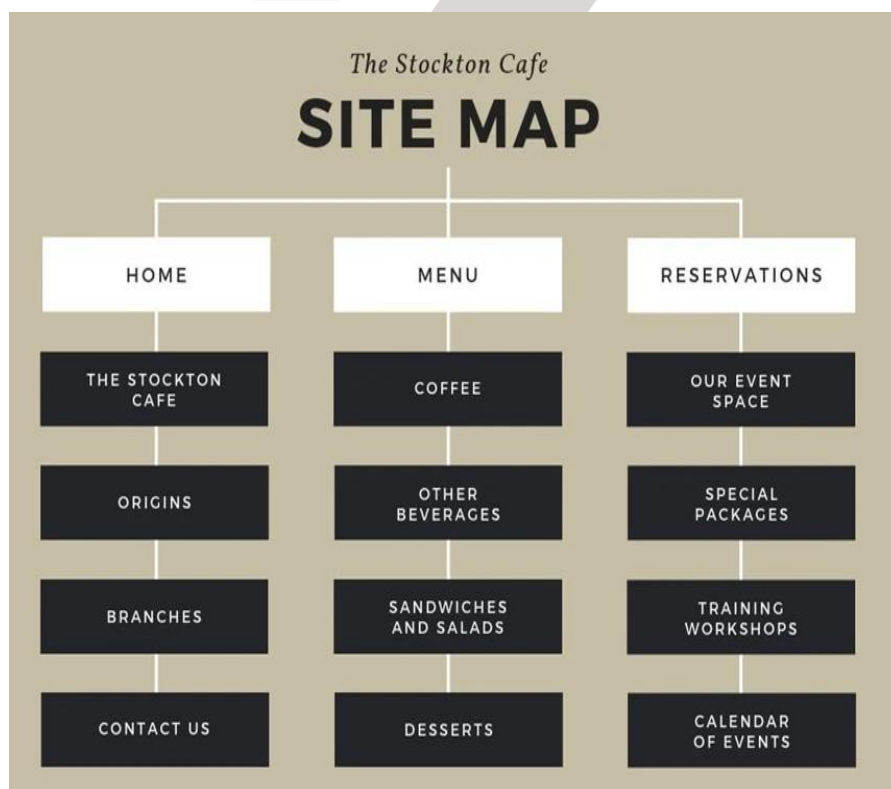 The Stockton Cafe
SITE MAP
HOME
THE STOCKTON
CAFE
ORIGINS
BRANCHES
CONTACT US
MENU
COFFEE
OTHER
BEVERAGES
SANDWICHES
AND SALADS
DESSERTS
RESERVATIONS
OUR EVENT
SPACE
SPECIAL
PACKAGES
TRAINING
WORKSHOPS
CALENDAR
OF EVENTS